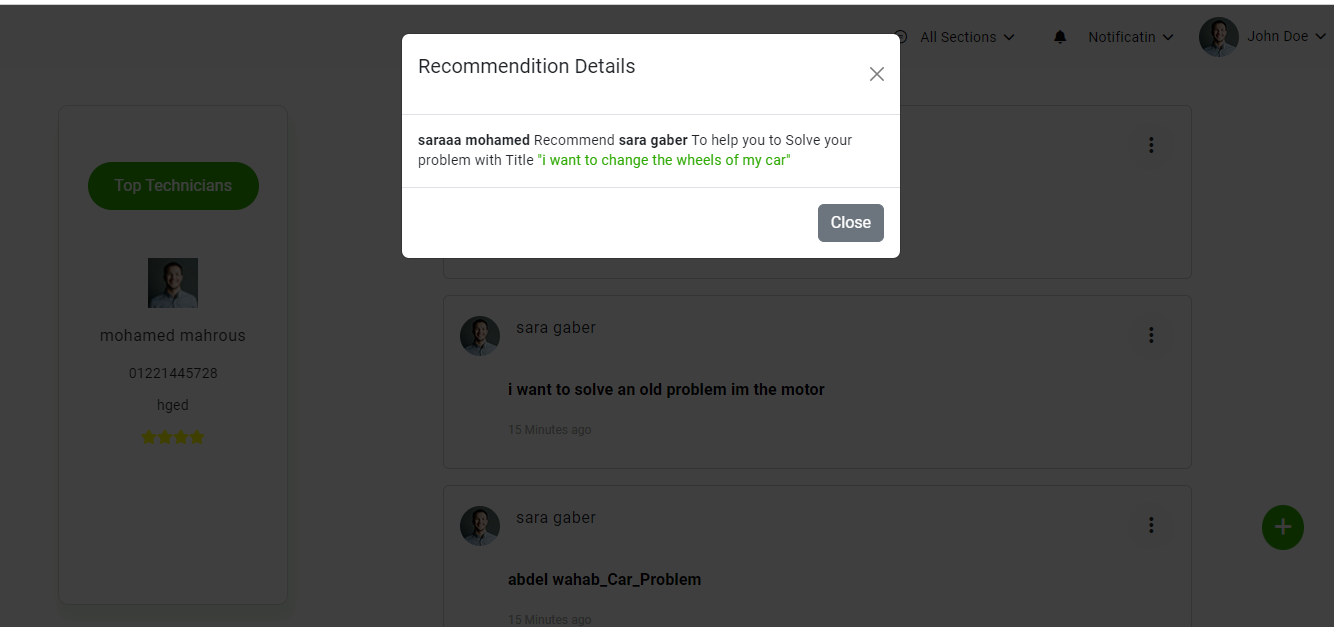 All Sections
Notificatin
John Doe
Recommendition Details
saraaa mohamed Recommend sara gaber To help you to Solve your
problem with Title "i want to change the wheels of my car"
Close
Top Technicians
mohamed mahrous
01221445728
hged
sara gaber
i want to solve an old problem im the motor
15 Minutes ago
sara gaber
abdel wahab_Car_Problem
15 Minutes ago